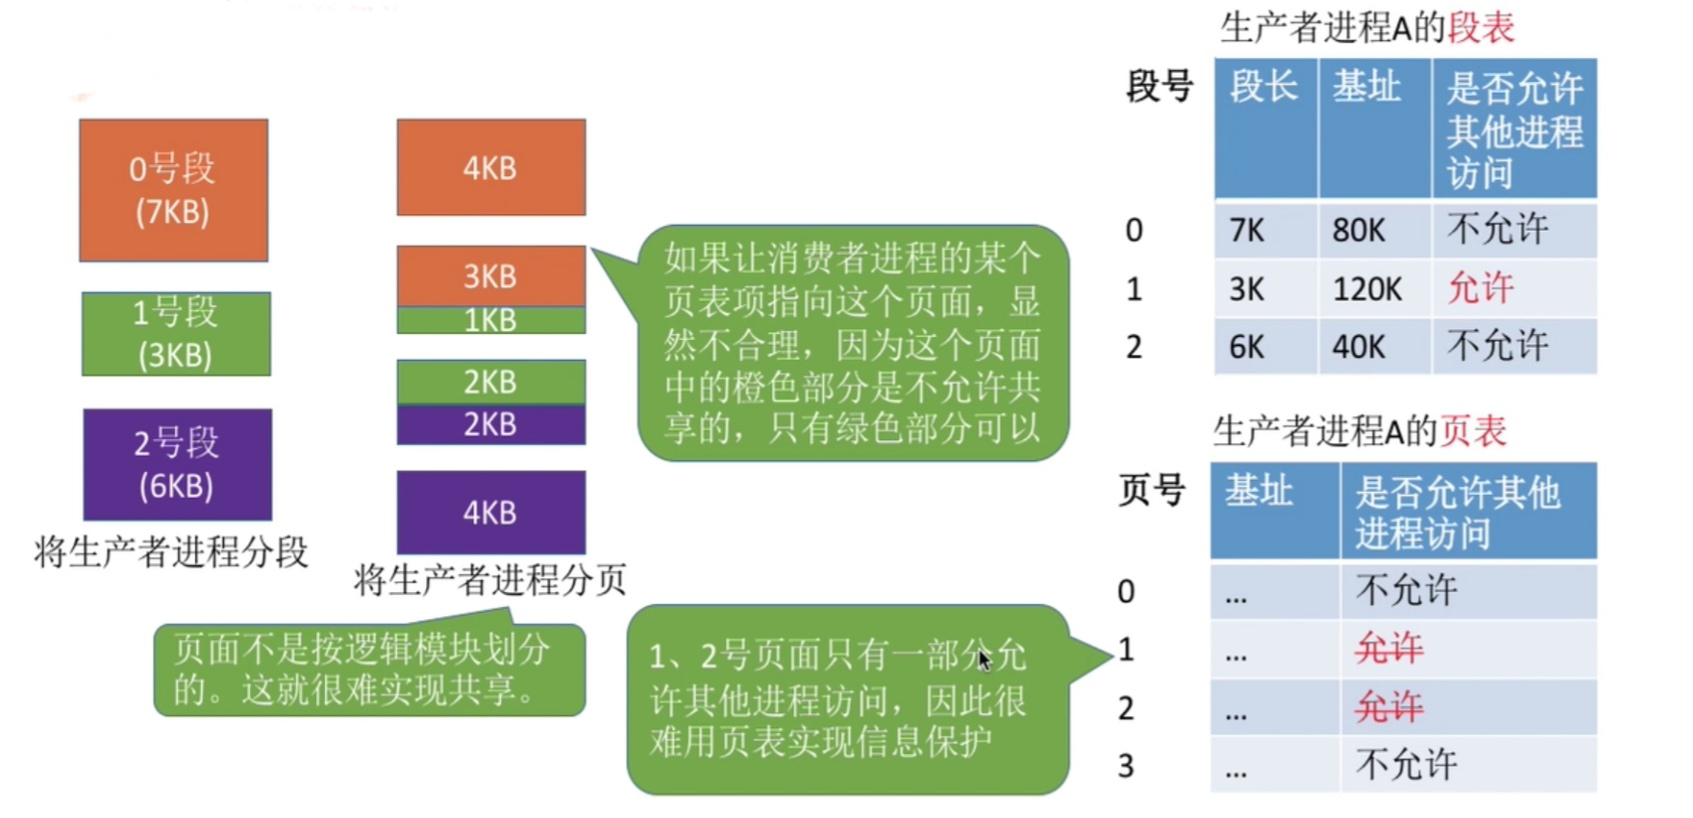 0号段
(7KB)
1号段
(3KB)
2号段
(6KB)
将生产者进程分段
4KB
3KB
1KB
2KB
2KB
4KB
将生产者进程分页
页面不是按逻辑模块划分
的。这就很难实现共享。
如果让消费者进程的某个
页表项指向这个页面，显
然不合理，因为这个页面
中的橙色部分是不允许共
享的，只有绿色部分可以
1、2号页面只有一部分允
许其他进程访问，因此很
难用页表实现信息保护
生产者进程A的段表
段号 段长 基址 是否允许
其他进程
访问
0 7K 80K 不允许
1 3K 120K 允许
2 6K 40K 不允许
生产者进程A的页表
页号 基址 是否允许其他
进程访问
0 ... 不允许
1 ... 允许
2 ... 允许
3 ... 不允许